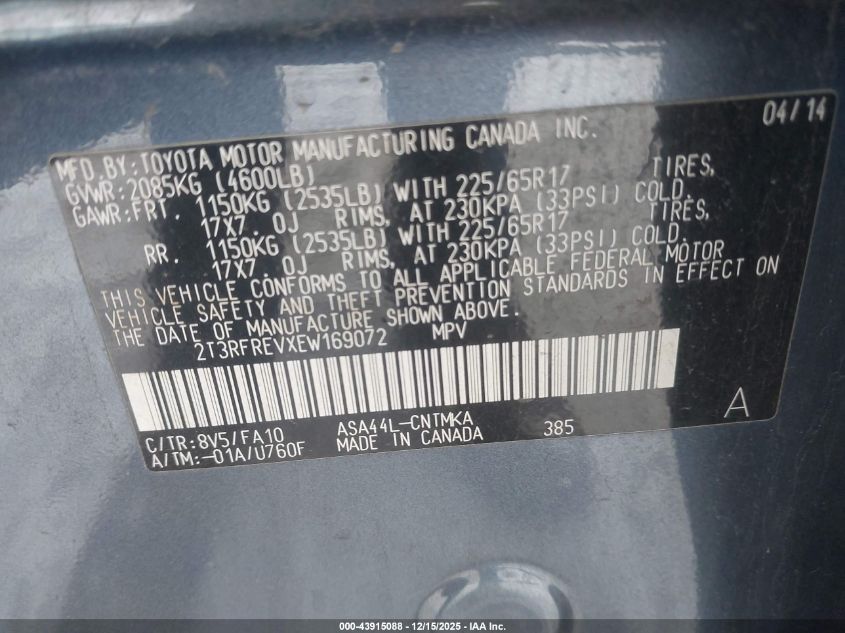 04/14
MFD. BY: TOYOTA MOTOR MANUFACTURING CANADA INC.
GVWR: 2085KG (4600LB)
GAWR: FRT. 1150KG (2535LB) WITH 225/65R17 TIRES,
17X7.0J RIMS, AT 230KPA (33PSI) COLD.
RR. 1150KG (2535LB) WITH 225/65R17 TIRES,
17X7.0J RIMS, AT 230KPA (33PSI) COLD.
THIS VEHICLE CONFORMS TO ALL APPLICABLE FEDERAL MOTOR
VEHICLE SAFETY AND THEFT PREVENTION STANDARDS IN EFFECT ON
THE DATE OF MANUFACTURE SHOWN ABOVE.
2T3RFREVXEW169072 MPV
C/TR: 8V5/FA10 ASA44L-CNTMKA 385 A
A/TM: -01A/U760F MADE IN CANADA
000-43915088 - 12/15/2025 - IAA Inc.